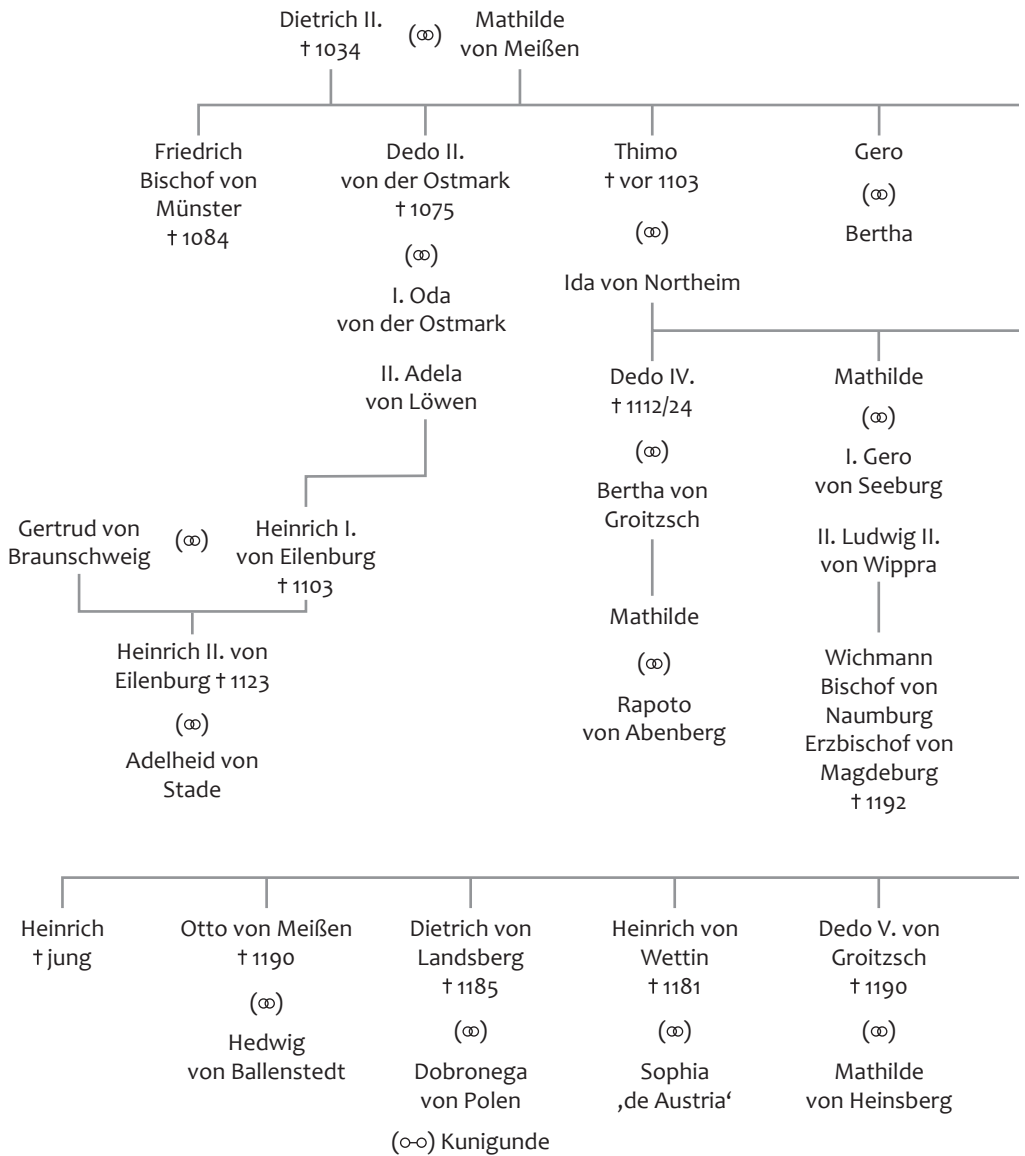 Dietrich II.
† 1034
(⚭)
Mathilde
von Meißen
Friedrich
Bischof von
Münster
† 1084
Dedo II.
von der Ostmark
† 1075
(⚭)
I. Oda
von der Ostmark
II. Adela
von Löwen
Thimo
† vor 1103
(⚭)
Ida von Northeim
Gero
(⚭)
Bertha
Gertrud von
Braunschweig
(⚭)
Heinrich I.
von Eilenburg
† 1103
Heinrich II. von
Eilenburg † 1123
(⚭)
Adelheid von
Stade
Dedo IV.
† 1112/24
(⚭)
Bertha von
Groitzsch
Mathilde
(⚭)
Rapoto
von Abenberg
Mathilde
(⚭)
I. Gero
von Seeburg
II. Ludwig II.
von Wippra
Wichmann
Bischof von
Naumburg
Erzbischof von
Magdeburg
† 1192
Heinrich
† jung
Otto von Meißen
† 1190
(⚭)
Hedwig
von Ballenstedt
Dietrich von
Landsberg
† 1185
(⚭)
Dobronega
von Polen
(⚯) Kunigunde
Heinrich von
Wettin
† 1181
(⚭)
Sophia
‚de Austria‘
Dedo V. von
Groitzsch
† 1190
(⚭)
Mathilde
von Heinsberg